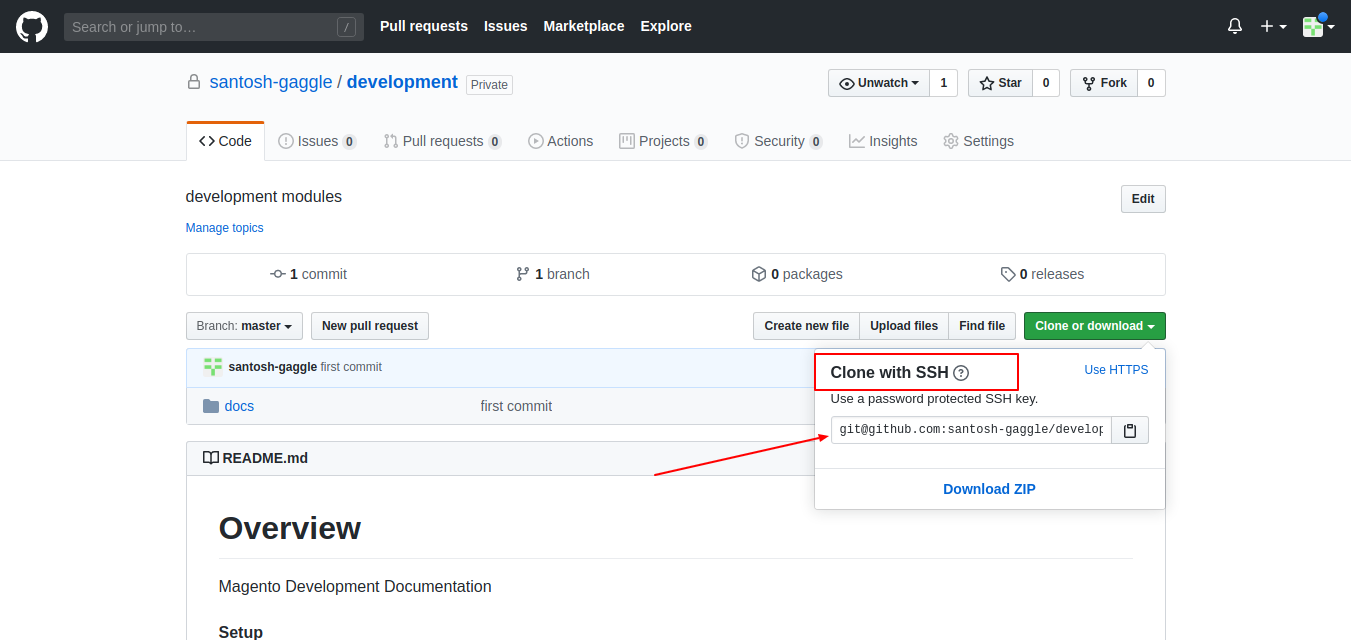 Search or jump to… / Pull requests Issues Marketplace Explore
santosh-gaggle / development Private Unwatch 1 Star 0 Fork 0
Code Issues 0 Pull requests 0 Actions Projects 0 Security 0 Insights Settings
development modules Edit
Manage topics
1 commit 1 branch 0 packages 0 releases
Branch: master New pull request Create new file Upload files Find file Clone or download
santosh-gaggle first commit
Clone with SSH ? Use HTTPS
Use a password protected SSH key.
docs first commit
git@github.com:santosh-gaggle/develop
README.md
Download ZIP
Overview
Magento Development Documentation
Setup